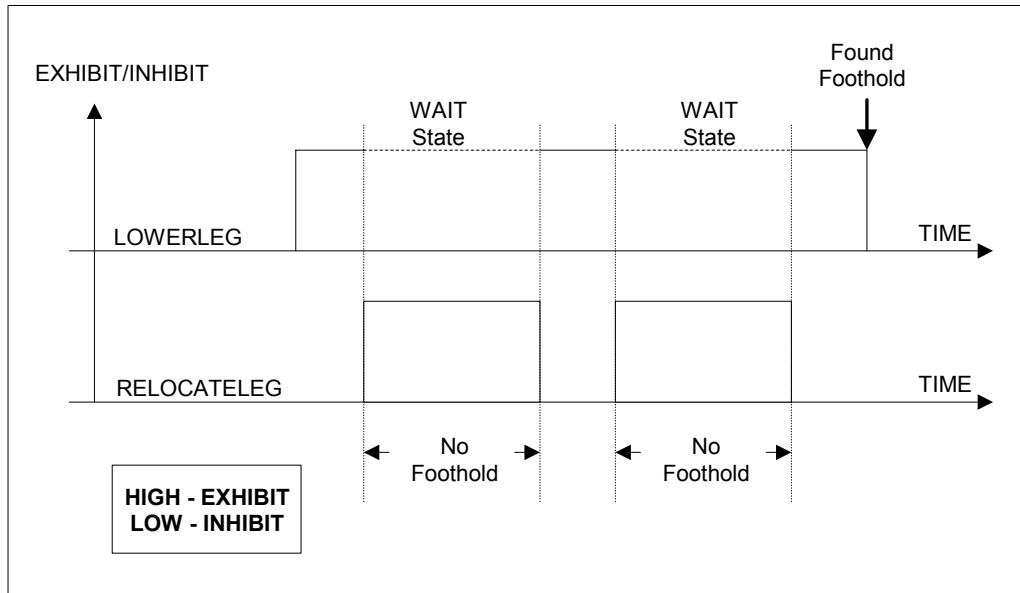 Found
Foothold
EXHIBIT/INHIBIT
WAIT
State
WAIT
State
LOWERLEG
TIME
RELOCATELEG
TIME
No
Foothold
No
Foothold
HIGH - EXHIBIT
LOW - INHIBIT